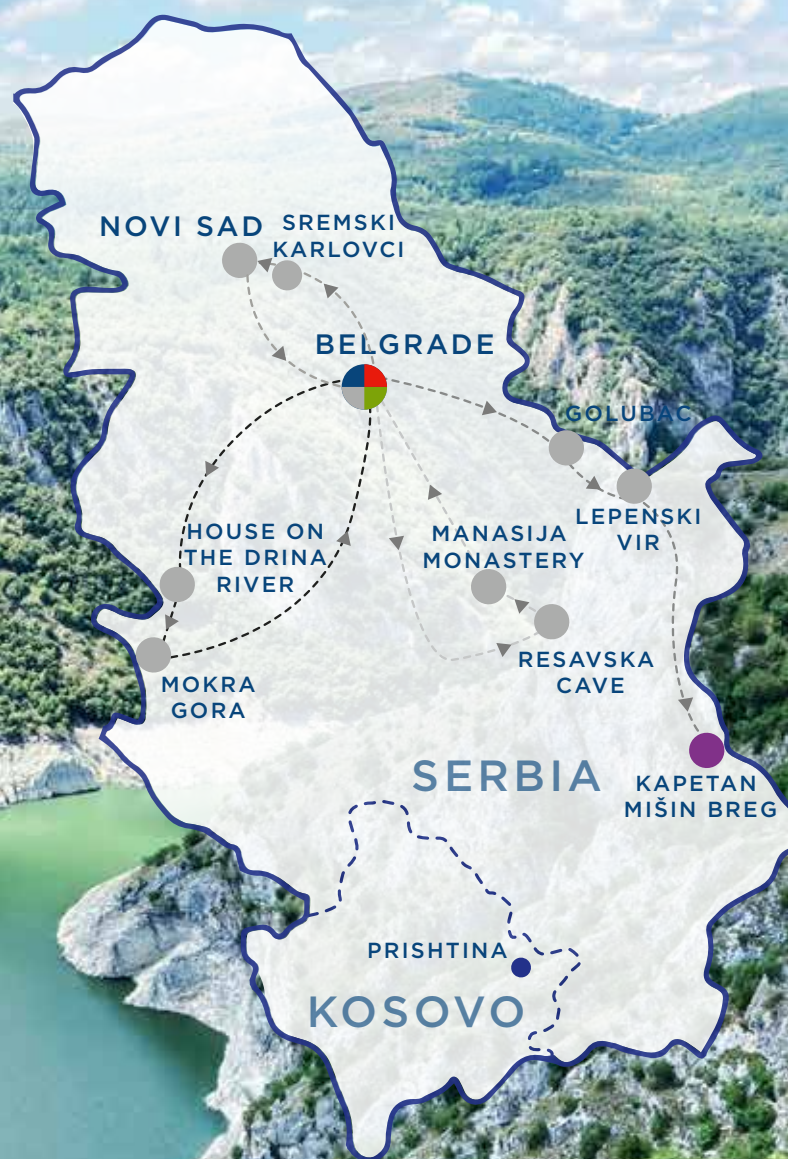 NOVI SAD
SREMSKI
KARLOVCI
BELGRADE
GOLUBAC
LEPENSKI
VIR
HOUSE ON
THE DRINA
RIVER
MANASIJA
MONASTERY
MOKRA
GORA
RESAVSKA
CAVE
SERBIA
KAPETAN
MIŠIN BREG
PRISHTINA
KOSOVO